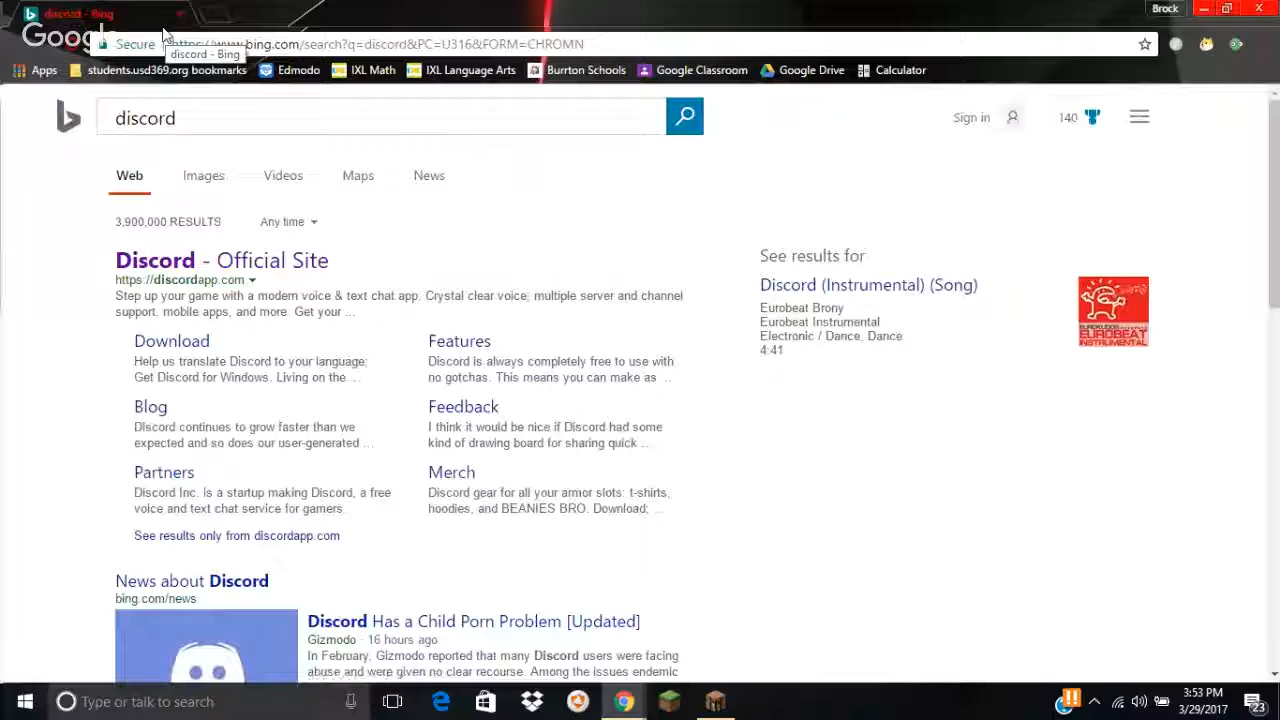 discord - Bing
Brock
Google
Secure https://www.bing.com/search?q=discord&PC=U316&FORM=CHROMN
discord - Bing
Apps students.usd369.org bookmarks Edmodo IXL Math IXL Language Arts Burrton Schools Google Classroom Google Drive Calculator
discord
Sign in 140
Web Images Videos Maps News
3,900,000 RESULTS Any time
Discord - Official Site
https://discordapp.com
Step up your game with a modern voice & text chat app. Crystal clear voice; multiple server and channel
support, mobile apps, and more. Get your ...
Download
Help us translate Discord to your language;
Get Discord for Windows. Living on the ...
Features
Discord is always completely free to use with
no gotchas. This means you can make as ...
Blog
Discord continues to grow faster than we
expected and so does our user-generated ...
Feedback
I think it would be nice if Discord had some
kind of drawing board for sharing quick ...
Partners
Discord Inc. is a startup making Discord, a free
voice and text chat service for gamers.
Merch
Discord gear for all your armor slots: t-shirts,
hoodies, and BEANIES BRO. Download; ...
See results only from discordapp.com
See results for
Discord (Instrumental) (Song)
Eurobeat Brony
Eurobeat Instrumental
Electronic / Dance, Dance
4:41
EUROBEAT
INSTRUMENTAL
News about Discord
bing.com/news
Discord Has a Child Porn Problem [Updated]
Gizmodo · 16 hours ago
In February, Gizmodo reported that many Discord users were facing
abuse and were given no clear recourse. Among the issues endemic
Type or talk to search
3:53 PM
3/29/2017
23